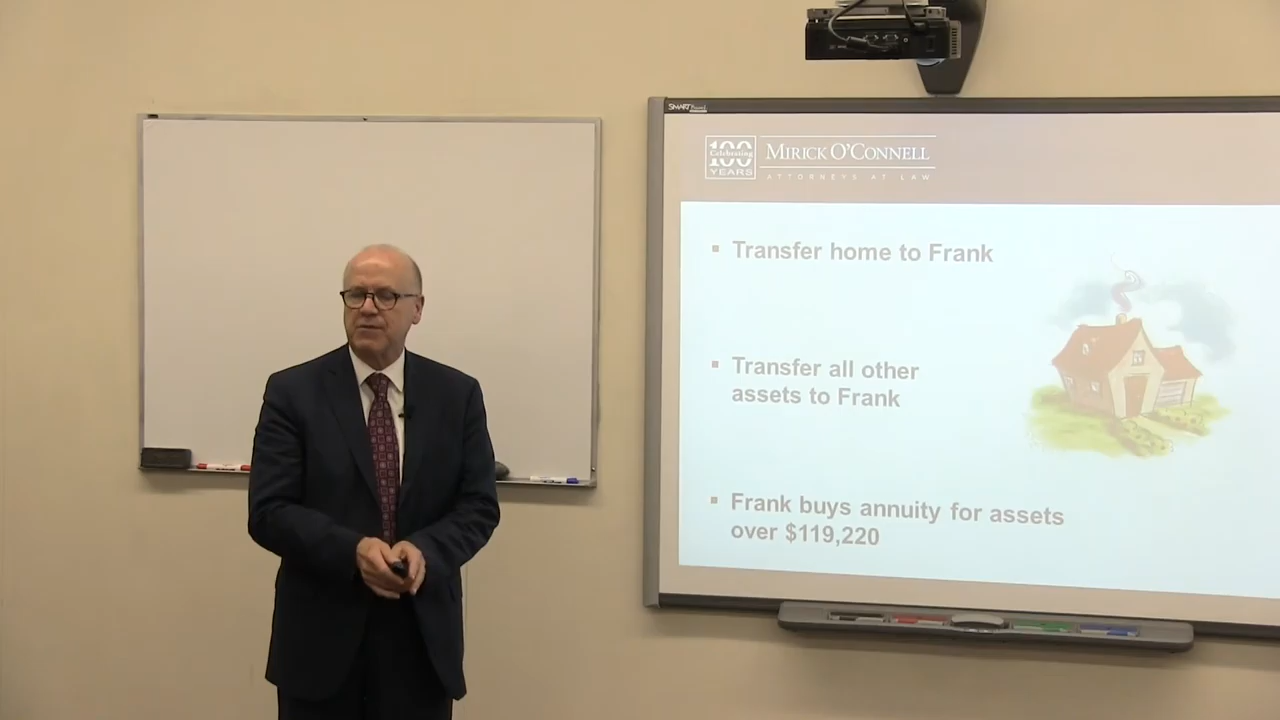 SMART
100
Celebrating
YEARS
MIRICK O'CONNELL
ATTORNEYS AT LAW
Transfer home to Frank
Transfer all other
assets to Frank
Frank buys annuity for assets
over $119,220